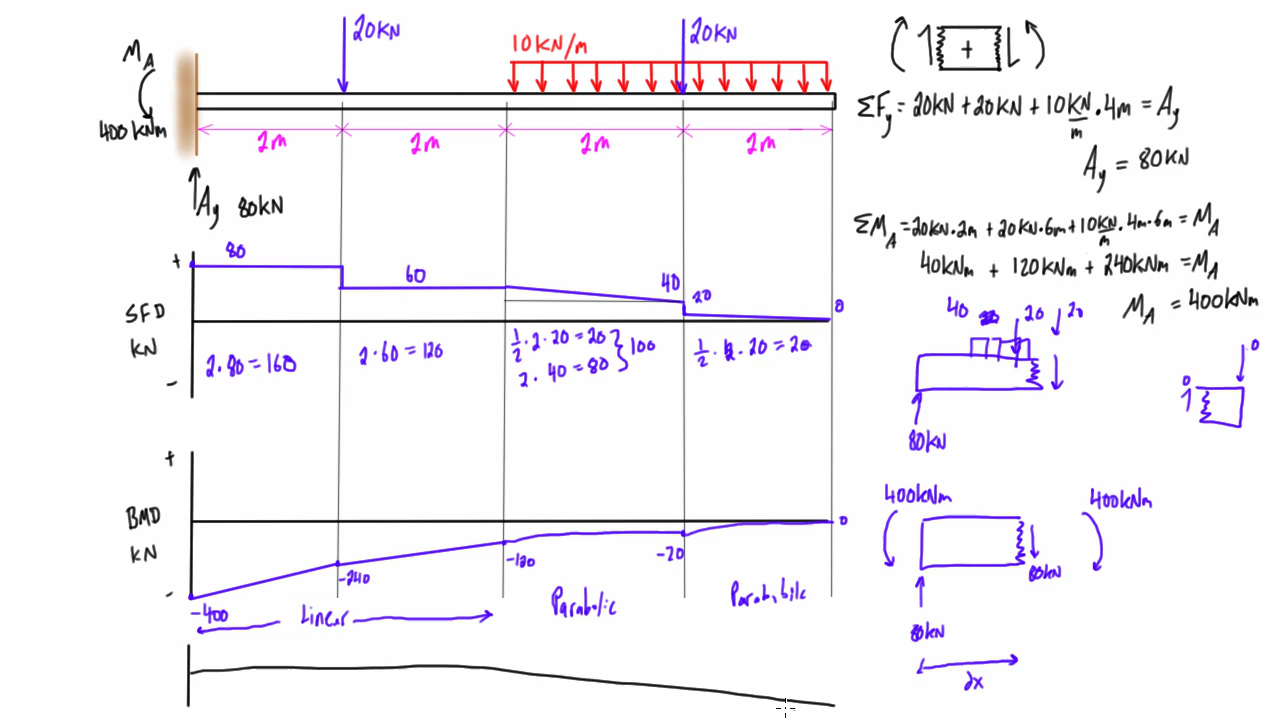 20KN
20KN
10KN/m
M_A
400 KNm
2m
2m
2m
2m
A_y 80KN
+
ΣF_y = 20KN + 20KN + 10KN/m . 4m = A_y
A_y = 80KN
ΣM_A = 20KN.2m + 20KN.6m + 10KN/m . 4m.6m = M_A
40KNm + 120KNm + 240KNm = M_A
M_A = 400KNm
+
80
60
40
20
0
SFD
KN
-
2.80 = 160
2.60 = 120
1/2 . 2 . 20 = 20
2 . 40 = 80
} 100
1/2 . 2 . 20 = 20
40
20
20
80KN
0
0
+
BMD
KN
-
-400
-240
-120
-20
0
Linear
Parabolic
Parabilc
400KNm
400KNm
80KN
80KN
dx